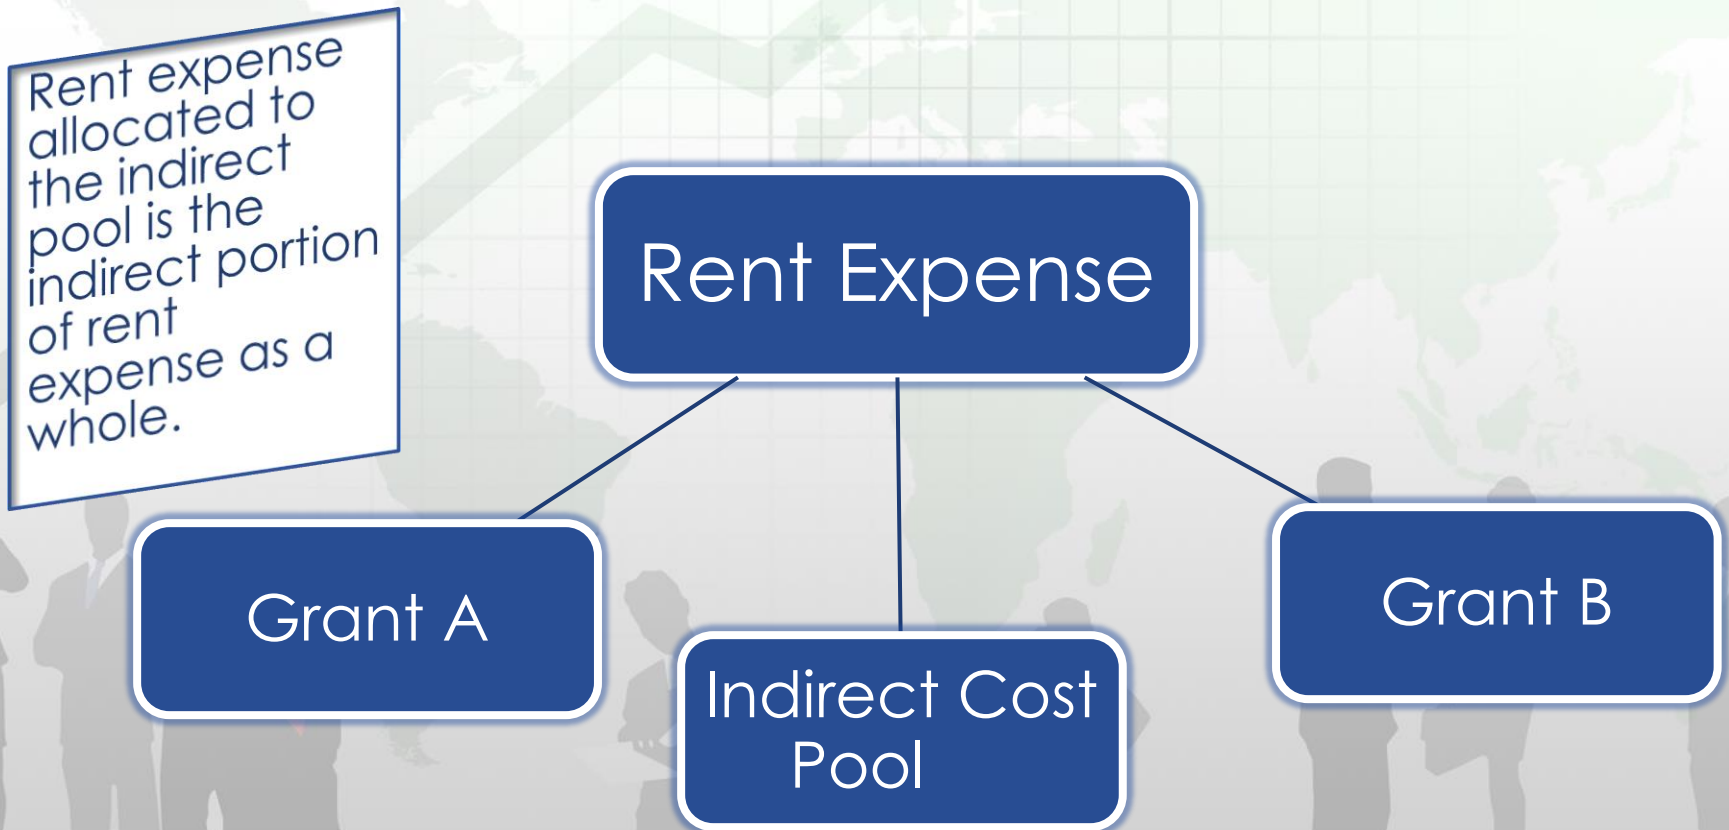 Rent expense
allocated to
the indirect
pool is the
indirect portion
of rent
expense as a
whole.
Rent Expense
Grant A
Indirect Cost
Pool
Grant B